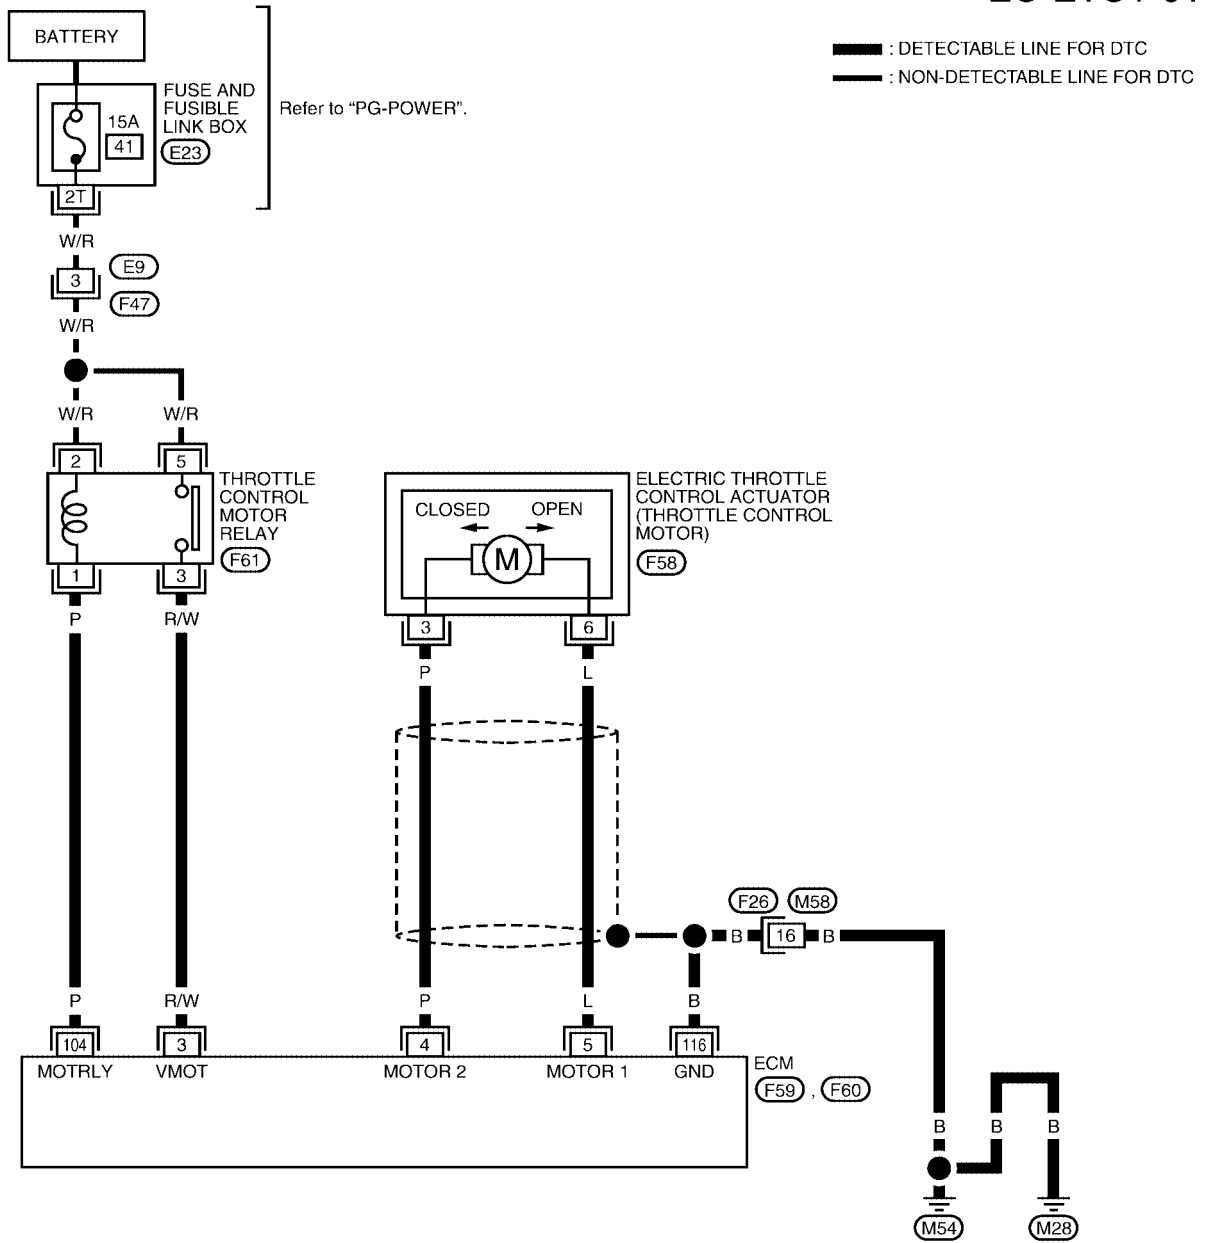 BATTERY
: DETECTABLE LINE FOR DTC
: NON-DETECTABLE LINE FOR DTC
FUSE AND
FUSIBLE
LINK BOX
E23
15A
41
Refer to “PG-POWER”.
2T
W/R
E9
3
F47
W/R
W/R W/R
2 5
THROTTLE
CONTROL
MOTOR
RELAY
F61
1 3
P R/W
ELECTRIC THROTTLE
CONTROL ACTUATOR
(THROTTLE CONTROL
MOTOR)
F58
CLOSED OPEN
M
3 6
P L
F26 M58
B 16 B
P R/W P L B
104 3 4 5 116
MOTRLY VMOT MOTOR 2 MOTOR 1 GND
ECM
F59 , F60
B B B
M54 M28